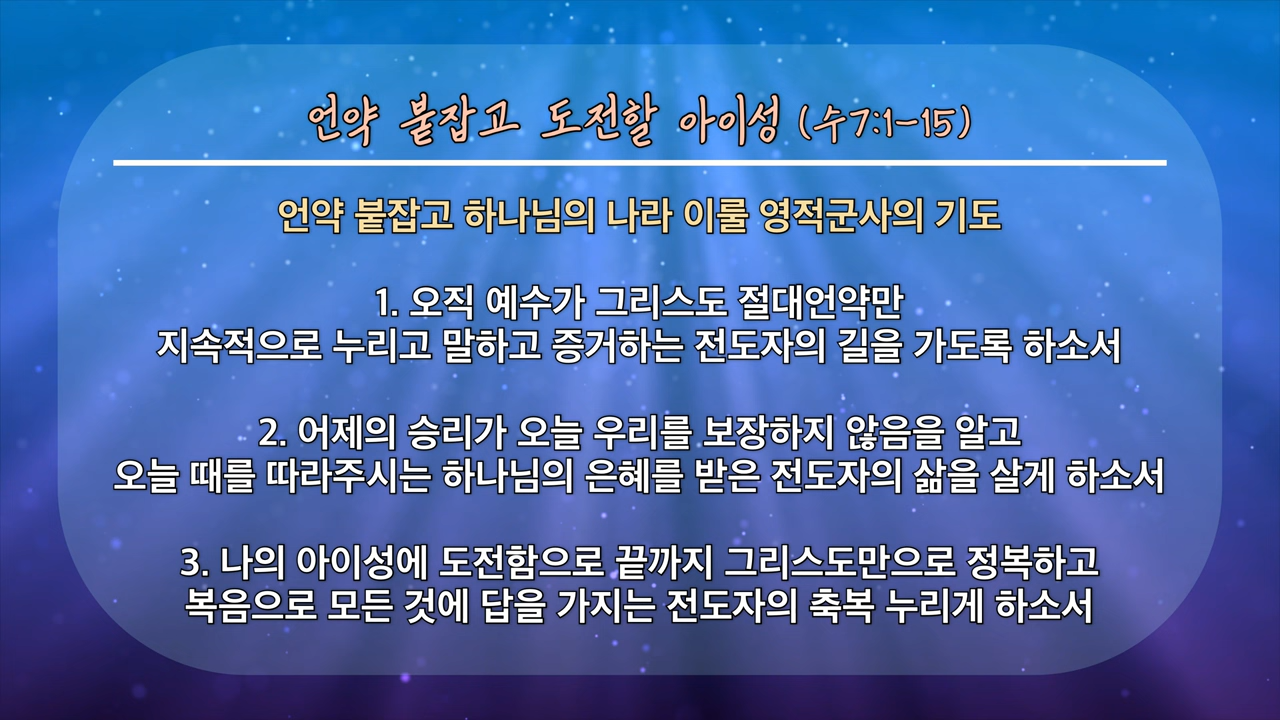 언약 붙잡고 도전할 아이성 (수7:1-15)
언약 붙잡고 하나님의 나라 이룰 영적군사의 기도
1. 오직 예수가 그리스도 절대언약만
지속적으로 누리고 말하고 증거하는 전도자의 길을 가도록 하소서
2. 어제의 승리가 오늘 우리를 보장하지 않음을 알고
오늘 때를 따라주시는 하나님의 은혜를 받은 전도자의 삶을 살게 하소서
3. 나의 아이성에 도전함으로 끝까지 그리스도만으로 정복하고
복음으로 모든 것에 답을 가지는 전도자의 축복 누리게 하소서